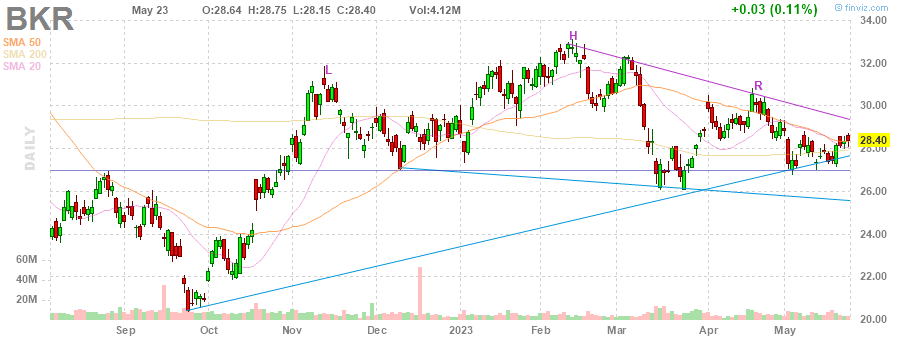 BKR May 23 O:28.64 H:28.75 L:28.15 C:28.40 Vol:4.12M +0.03 (0.11%) © finviz.com
SMA 50
SMA 200
SMA 20
DAILY
L
H
R
34.00
32.00
30.00
28.40
28.00
26.00
24.00
22.00
20.00
60M
40M
20M
Sep Oct Nov Dec 2023 Feb Mar Apr May